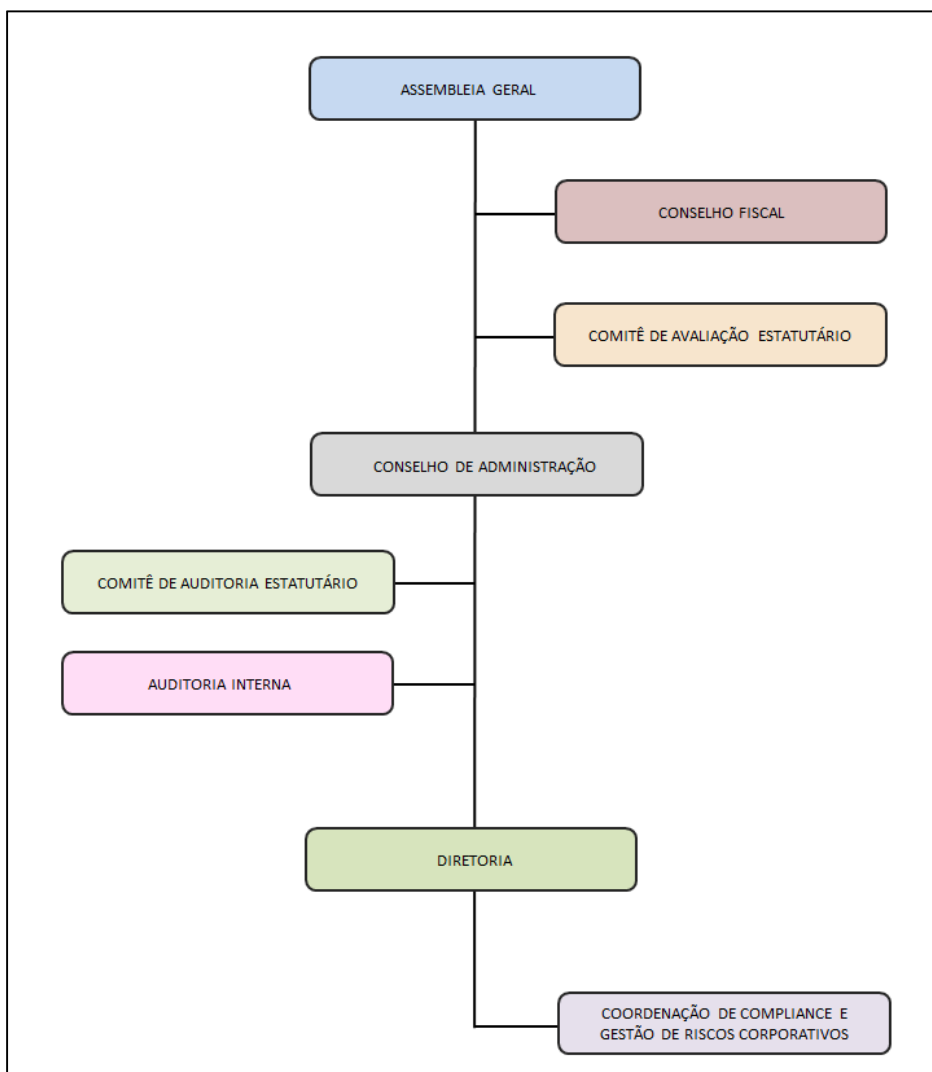 ASSEMBLEIA GERAL
CONSELHO FISCAL
COMITÊ DE AVALIAÇÃO ESTATUTÁRIO
CONSELHO DE ADMINISTRAÇÃO
COMITÊ DE AUDITORIA ESTATUTÁRIO
AUDITORIA INTERNA
DIRETORIA
COORDENAÇÃO DE COMPLIANCE E
GESTÃO DE RISCOS CORPORATIVOS